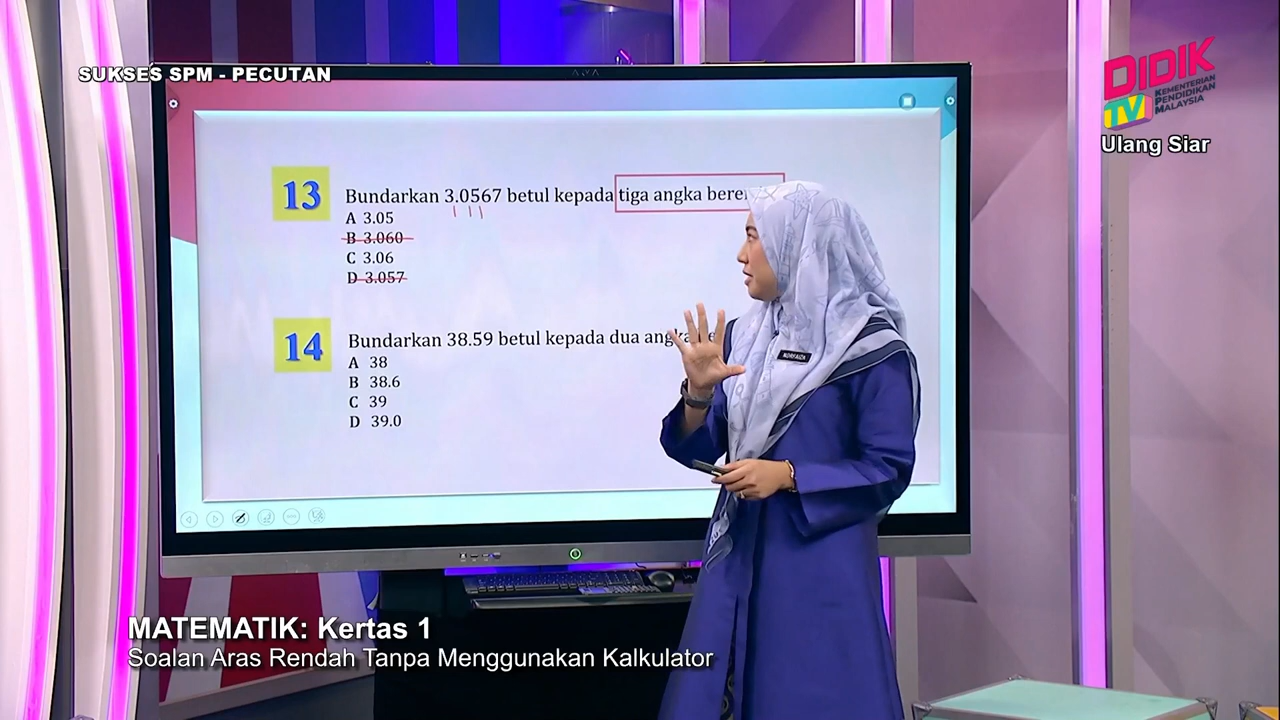 SUKSES SPM - PECUTAN
DIDIK
TV
KEMENTERIAN
PENDIDIKAN
MALAYSIA
Ulang Siar
13
Bundarkan 3.0567 betul kepada tiga angka
A 3.05
B 3.060
C 3.06
D 3.057
14
Bundarkan 38.59 betul kepada dua angka
A 38
B 38.6
C 39
D 39.0
MATEMATIK: Kertas 1
Soalan Aras Rendah Tanpa Menggunakan Kalkulator